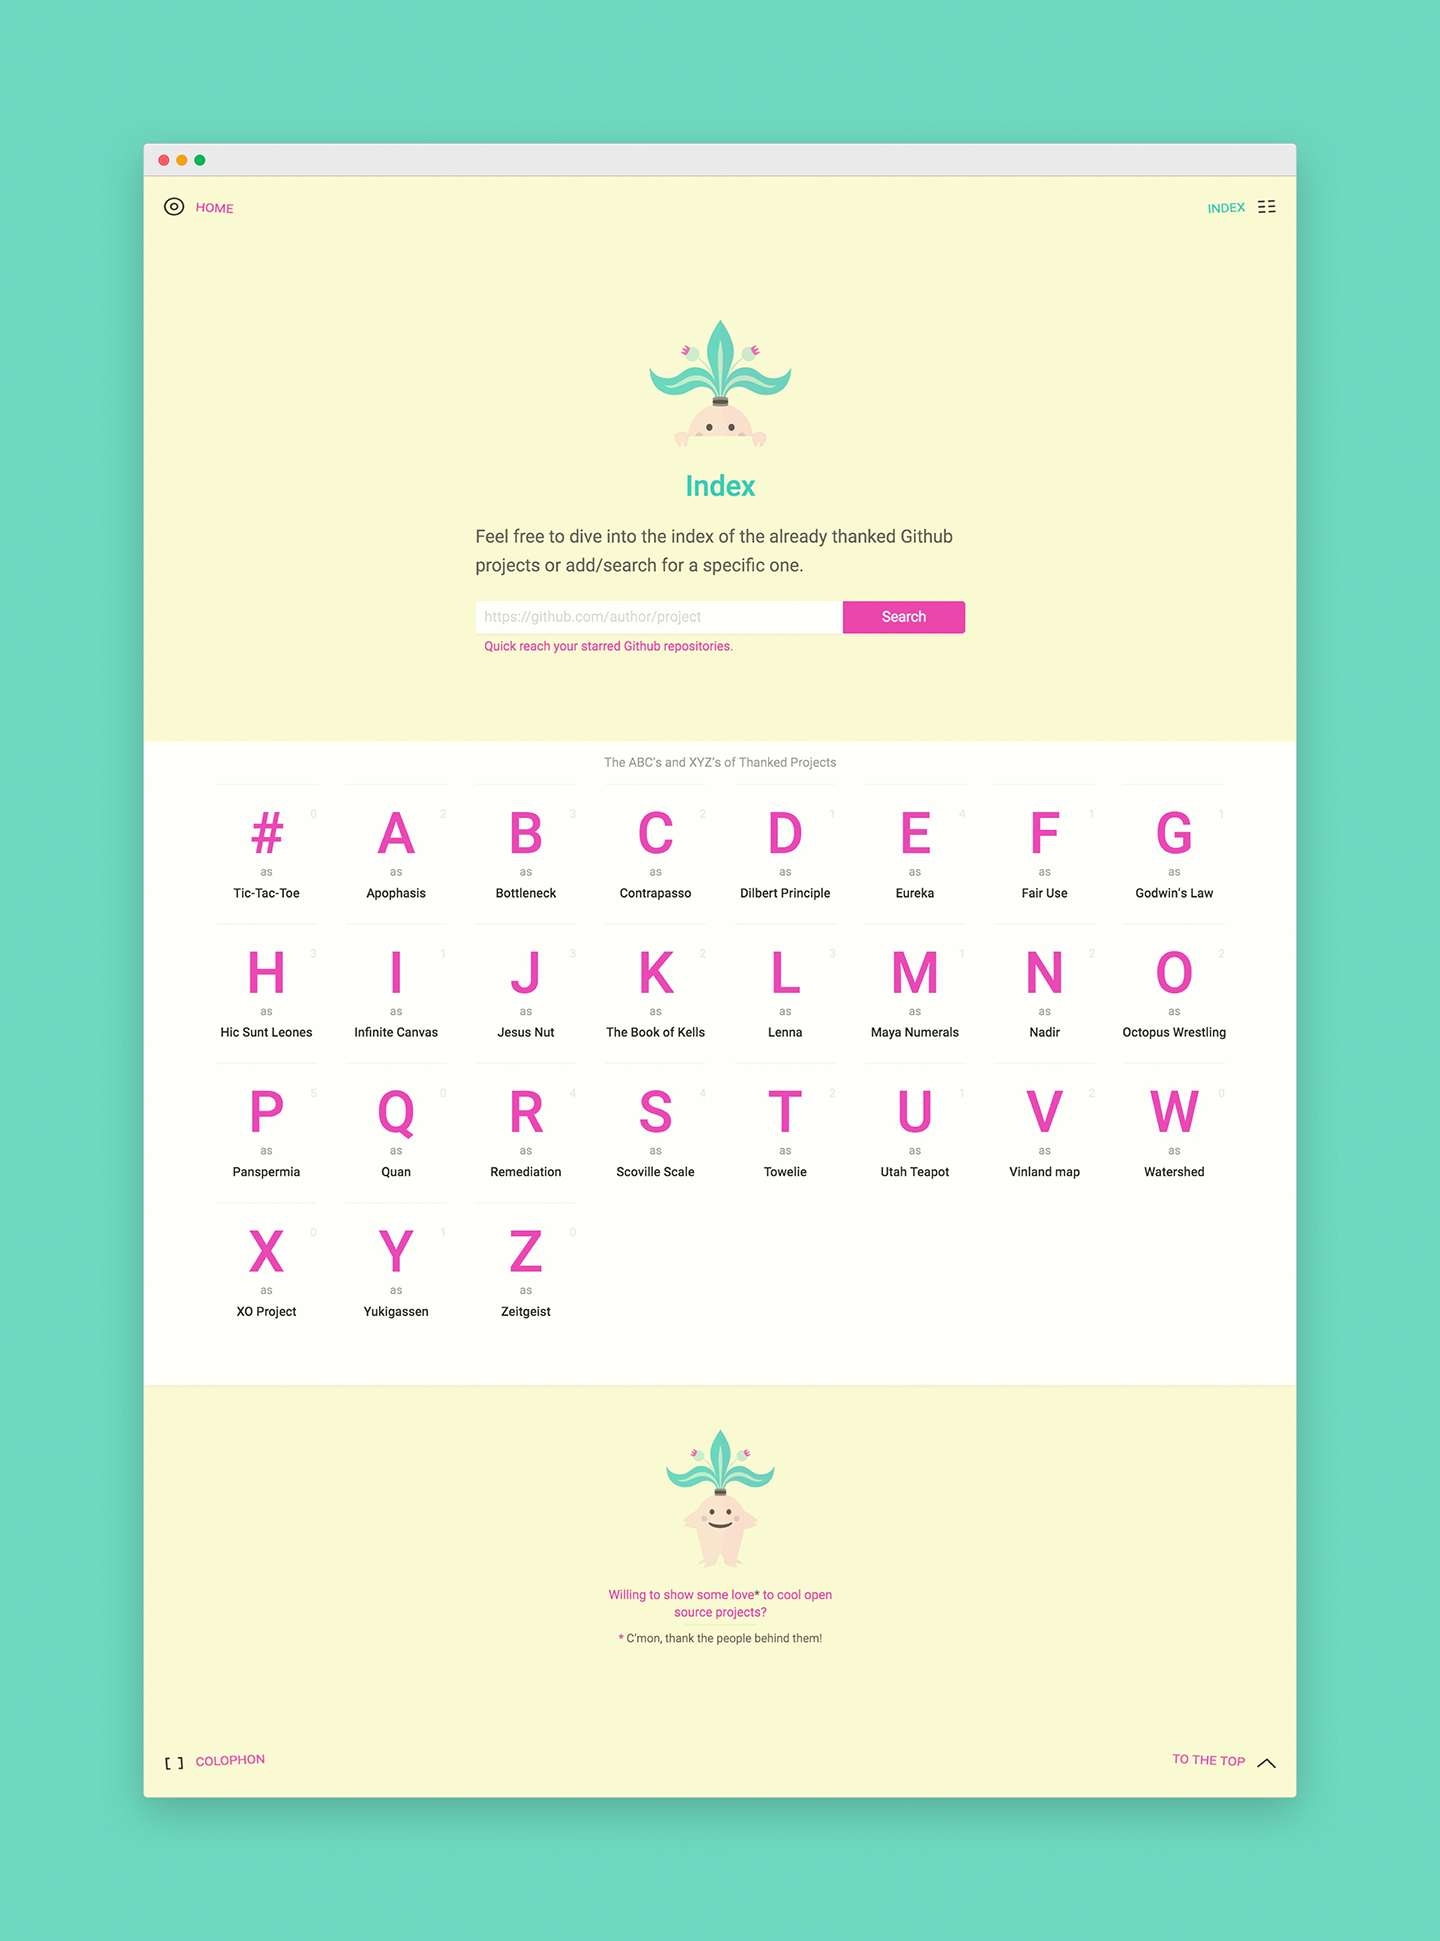 HOME
INDEX
Index
Feel free to dive into the index of the already thanked Github
projects or add/search for a specific one.
https://github.com/author/project
Search
Quick reach your starred Github repositories.
The ABC's and XYZ's of Thanked Projects
# 0 A 2 B 3 C 2 D 1 E 4 F 1 G 1
as as as as as as as as
Tic-Tac-Toe Apophasis Bottleneck Contrapasso Dilbert Principle Eureka Fair Use Godwin's Law
H 3 I 1 J 3 K 2 L 3 M 1 N 2 O 2
as as as as as as as as
Hic Sunt Leones Infinite Canvas Jesus Nut The Book of Kells Lenna Maya Numerals Nadir Octopus Wrestling
P 5 Q 0 R 4 S 4 T 2 U 1 V 2 W 0
as as as as as as as as
Panspermia Quan Remediation Scoville Scale Towelie Utah Teapot Vinland map Watershed
X 0 Y 1 Z 0
as as as
XO Project Yukigassen Zeitgeist
Willing to show some love* to cool open
source projects?
* C'mon, thank the people behind them!
[ ] COLOPHON
TO THE TOP